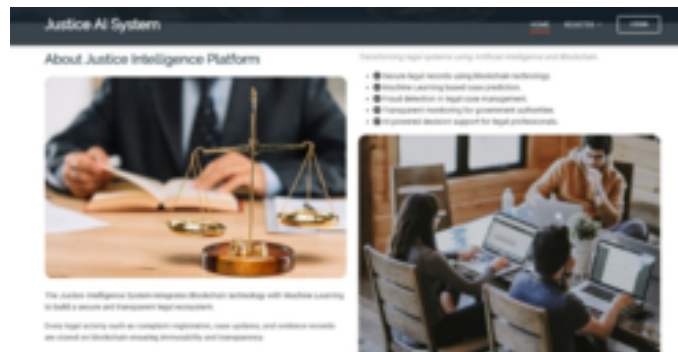 Justice AI System
HOME
REGISTER
LOGIN
About Justice Intelligence Platform
Transforming legal systems using Artificial Intelligence and Blockchain.
Secure legal records using Blockchain technology.
Machine Learning based case prediction.
Fraud detection in legal case management.
Transparent monitoring for government authorities.
AI-powered decision support for legal professionals.
The Justice Intelligence System integrates Blockchain technology with Machine Learning
to build a secure and transparent legal ecosystem.
Every legal activity such as complaint registration, case updates, and evidence records
are stored on blockchain ensuring immutability and transparency.